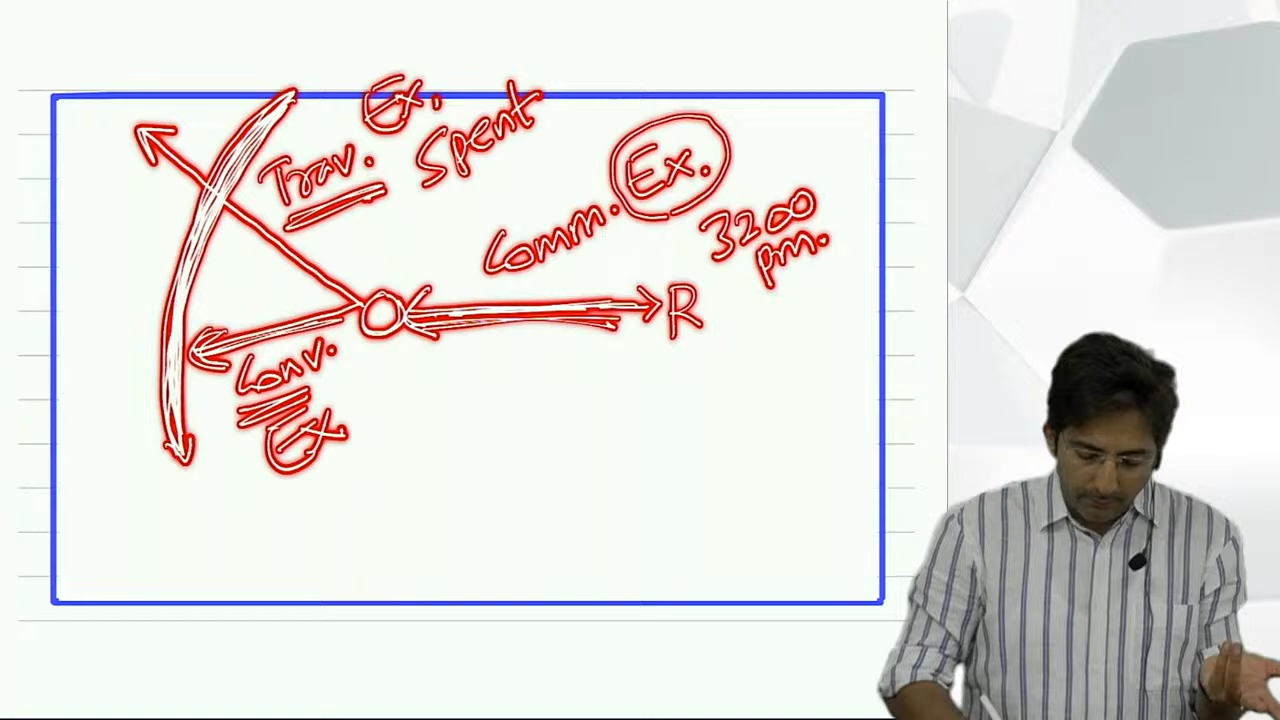 Trav. Ex.
Spent
Comm. Ex.
3200
pm.
R
Conv.
Ex